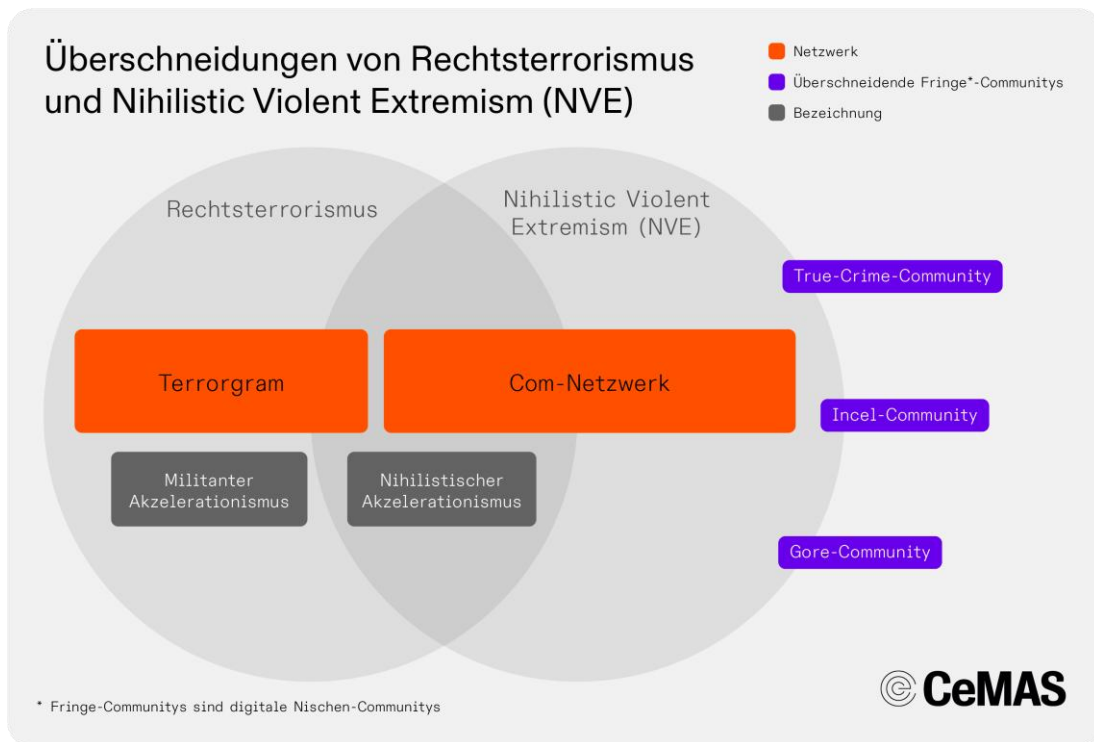 Überschneidungen von Rechtsterrorismus
und Nihilistic Violent Extremism (NVE)
Netzwerk
Überschneidende Fringe*-Communitys
Bezeichnung
Rechtsterrorismus
Nihilistic Violent
Extremism (NVE)
True-Crime-Community
Terrorgram
Com-Netzwerk
Incel-Community
Militanter
Akzelerationismus
Nihilistischer
Akzelerationismus
Gore-Community
* Fringe-Communitys sind digitale Nischen-Communitys
CeMAS